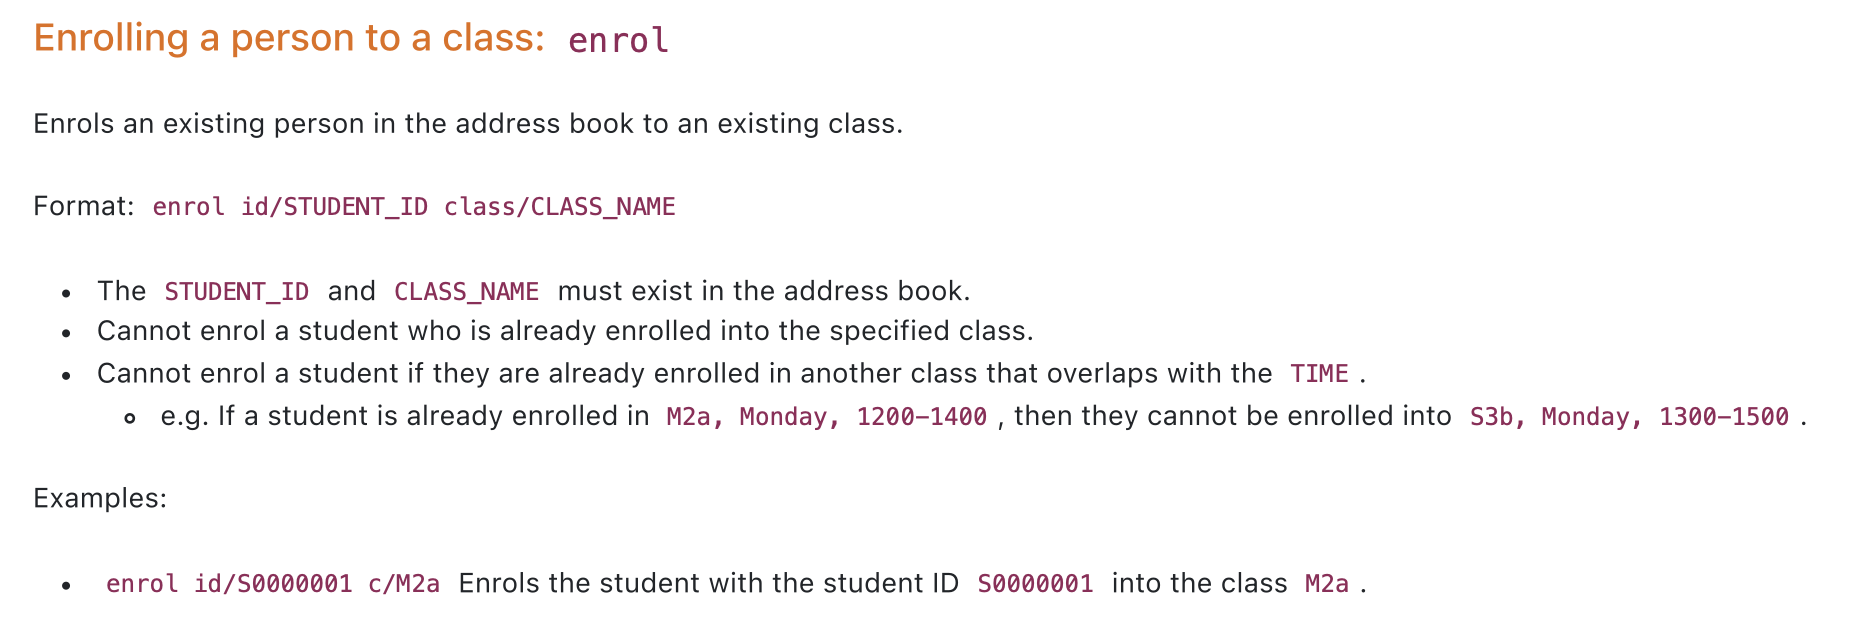 Enrolling a person to a class: enrol
Enrols an existing person in the address book to an existing class.
Format: enrol id/STUDENT_ID class/CLASS_NAME
• The STUDENT_ID and CLASS_NAME must exist in the address book.
• Cannot enrol a student who is already enrolled into the specified class.
• Cannot enrol a student if they are already enrolled in another class that overlaps with the TIME .
◦ e.g. If a student is already enrolled in M2a, Monday, 1200-1400 , then they cannot be enrolled into S3b, Monday, 1300-1500 .
Examples:
• enrol id/S0000001 c/M2a Enrols the student with the student ID S0000001 into the class M2a .